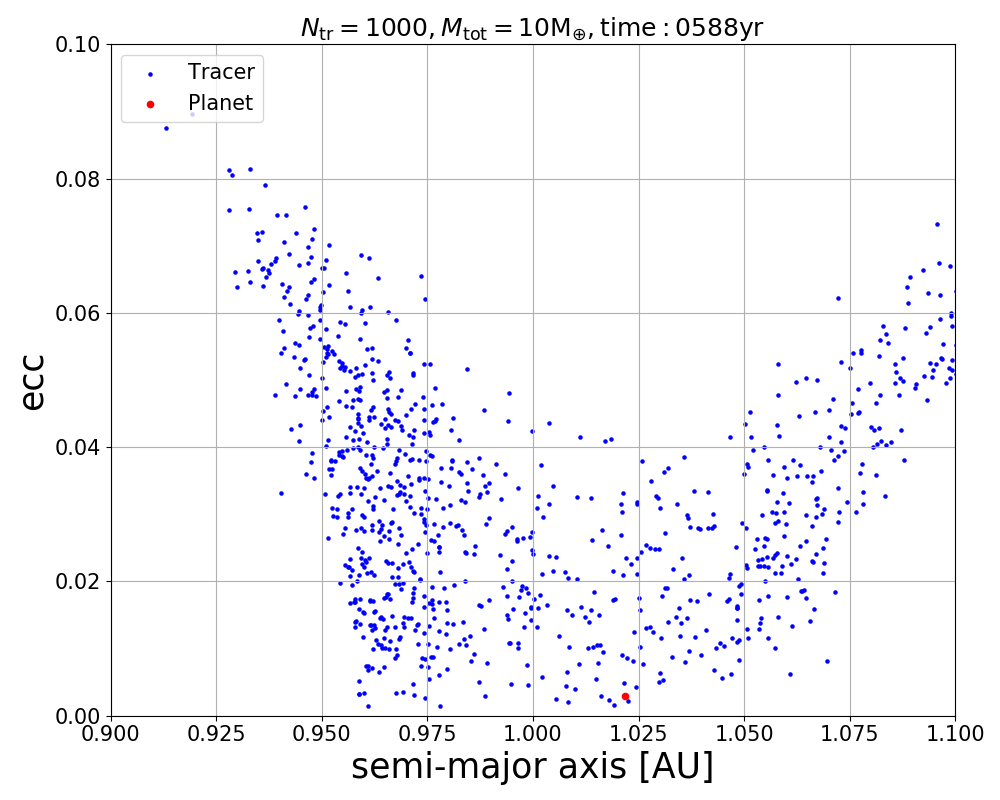 N_tr = 1000, M_tot = 10M_⊕, time : 0588yr
Tracer
Planet
ecc
0.10
0.08
0.06
0.04
0.02
0.00
0.900 0.925 0.950 0.975 1.000 1.025 1.050 1.075 1.100
semi-major axis [AU]